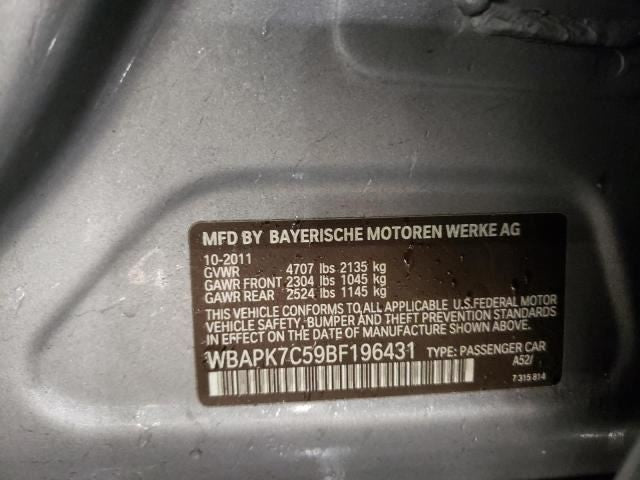 MFD BY BAYERISCHE MOTOREN WERKE AG
10-2011
GVWR 4707 lbs 2135 kg
GAWR FRONT 2304 lbs 1045 kg
GAWR REAR 2524 lbs 1145 kg
THIS VEHICLE CONFORMS TO ALL APPLICABLE U.S.FEDERAL MOTOR
VEHICLE SAFETY, BUMPER AND THEFT PREVENTION STANDARDS
IN EFFECT ON THE DATE OF MANUFACTURE SHOWN ABOVE.
WBAPK7C59BF196431 TYPE: PASSENGER CAR
A52/
7 315 814